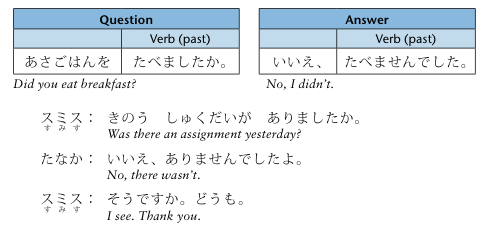 Question
Verb (past)
あさごはんを たべましたか。
Did you eat breakfast?
Answer
Verb (past)
いいえ、 たべませんでした。
No, I didn't.
スミス： きのう　しゅくだいが　ありましたか。
すみす
Was there an assignment yesterday?
たなか： いいえ、ありませんでしたよ。
No, there wasn't.
スミス： そうですか。どうも。
すみす
I see. Thank you.